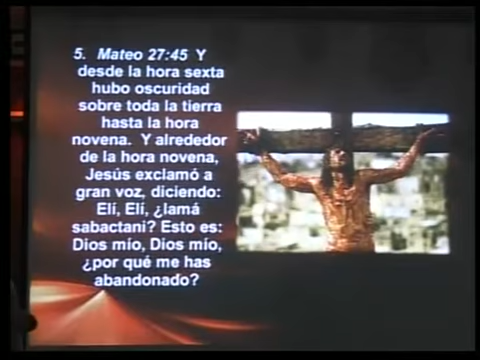 5. Mateo 27:45 Y
desde la hora sexta
hubo oscuridad
sobre toda la tierra
hasta la hora
novena. Y alrededor
de la hora novena,
Jesús exclamó a
gran voz, diciendo:
Elí, Elí, ¿lamá
sabactani? Esto es:
Dios mío, Dios mío,
¿por qué me has
abandonado?